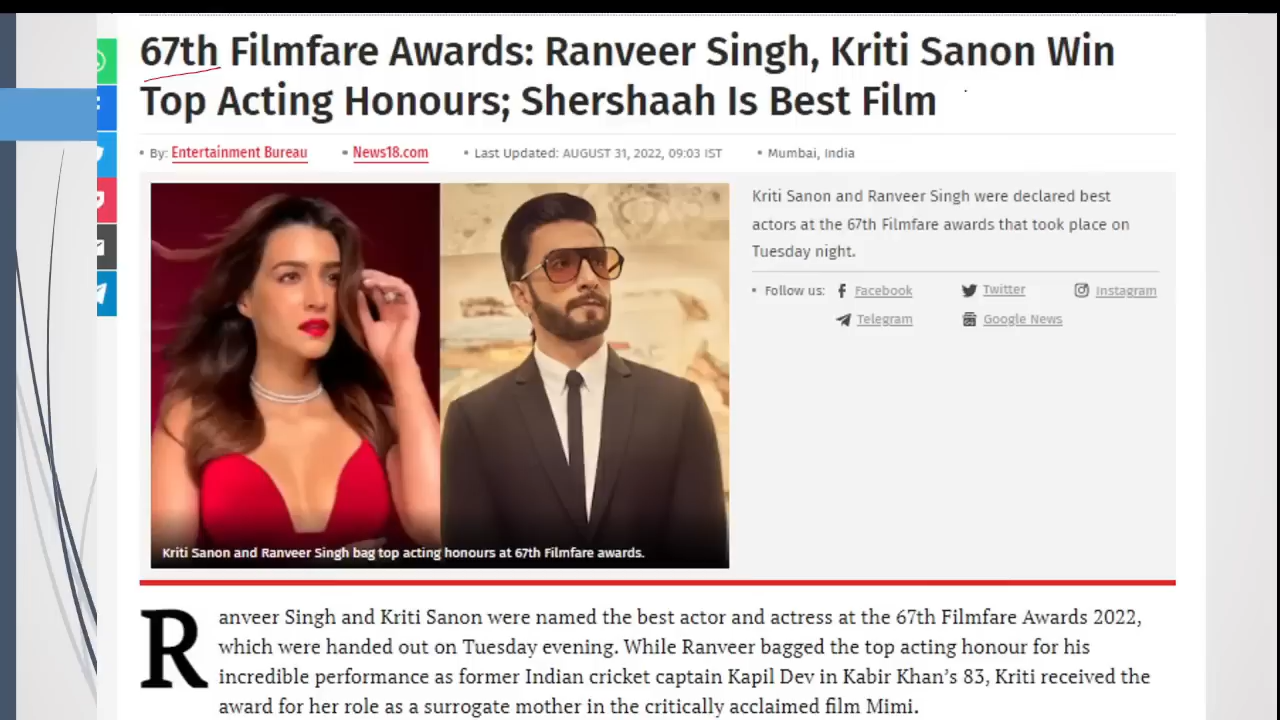 67th Filmfare Awards: Ranveer Singh, Kriti Sanon Win
Top Acting Honours; Shershaah Is Best Film
• By: Entertainment Bureau • News18.com • Last Updated: AUGUST 31, 2022, 09:03 IST • Mumbai, India
Kriti Sanon and Ranveer Singh were declared best
actors at the 67th Filmfare awards that took place on
Tuesday night.
• Follow us: Facebook Twitter Instagram
Telegram Google News
Kriti Sanon and Ranveer Singh bag top acting honours at 67th Filmfare awards.
Ranveer Singh and Kriti Sanon were named the best actor and actress at the 67th Filmfare Awards 2022,
which were handed out on Tuesday evening. While Ranveer bagged the top acting honour for his
incredible performance as former Indian cricket captain Kapil Dev in Kabir Khan's 83, Kriti received the
award for her role as a surrogate mother in the critically acclaimed film Mimi.